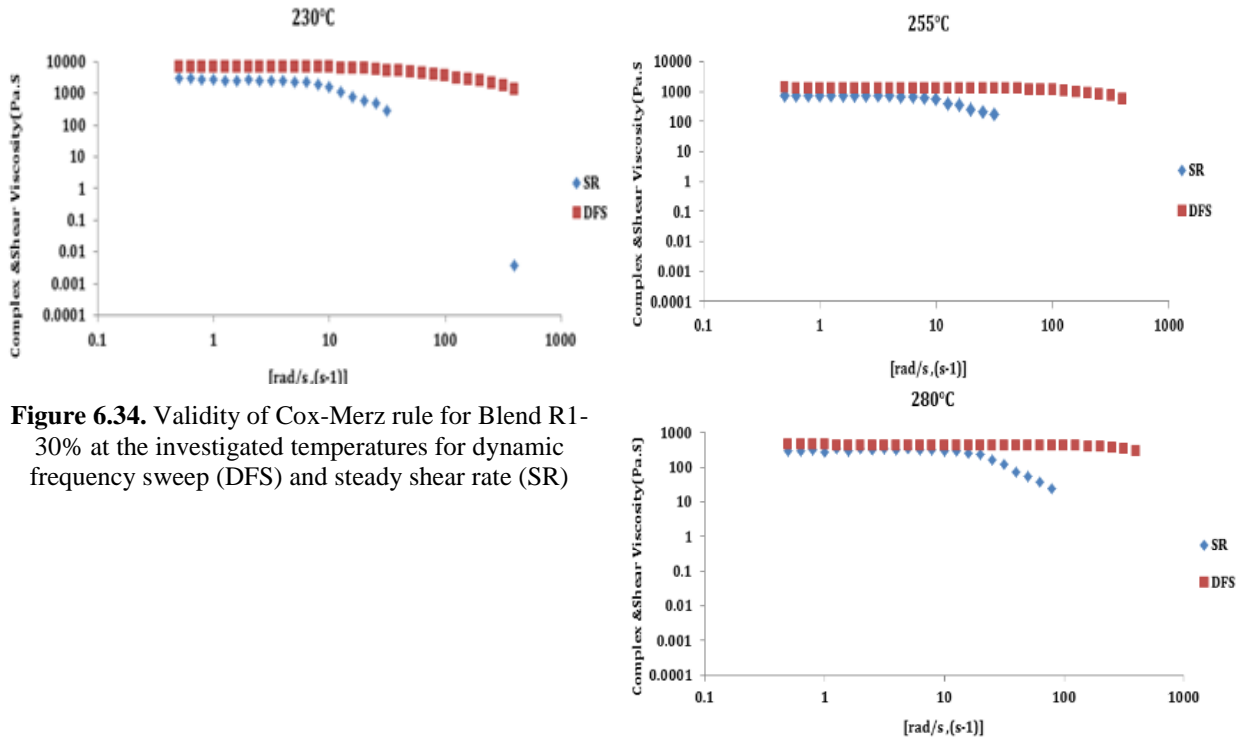 230°C
Complex &Shear Viscosity(Pa.S
10000
1000
100
10
1
0.1
0.01
0.001
0.0001
0.1 1 10 100 1000
[rad/s ,(s-1)]
SR
DFS
255°C
Complex &Shear Viscosity(Pa.S
10000
1000
100
10
1
0.1
0.01
0.001
0.0001
0.1 1 10 100 1000
[rad/s ,(s-1)]
SR
DFS
Figure 6.34. Validity of Cox-Merz rule for Blend R1-
30% at the investigated temperatures for dynamic
frequency sweep (DFS) and steady shear rate (SR)
280°C
Complex &Shear Viscosity(Pa.S)
1000
100
10
1
0.1
0.01
0.001
0.0001
0.1 1 10 100 1000
[rad/s ,(s-1)]
SR
DFS